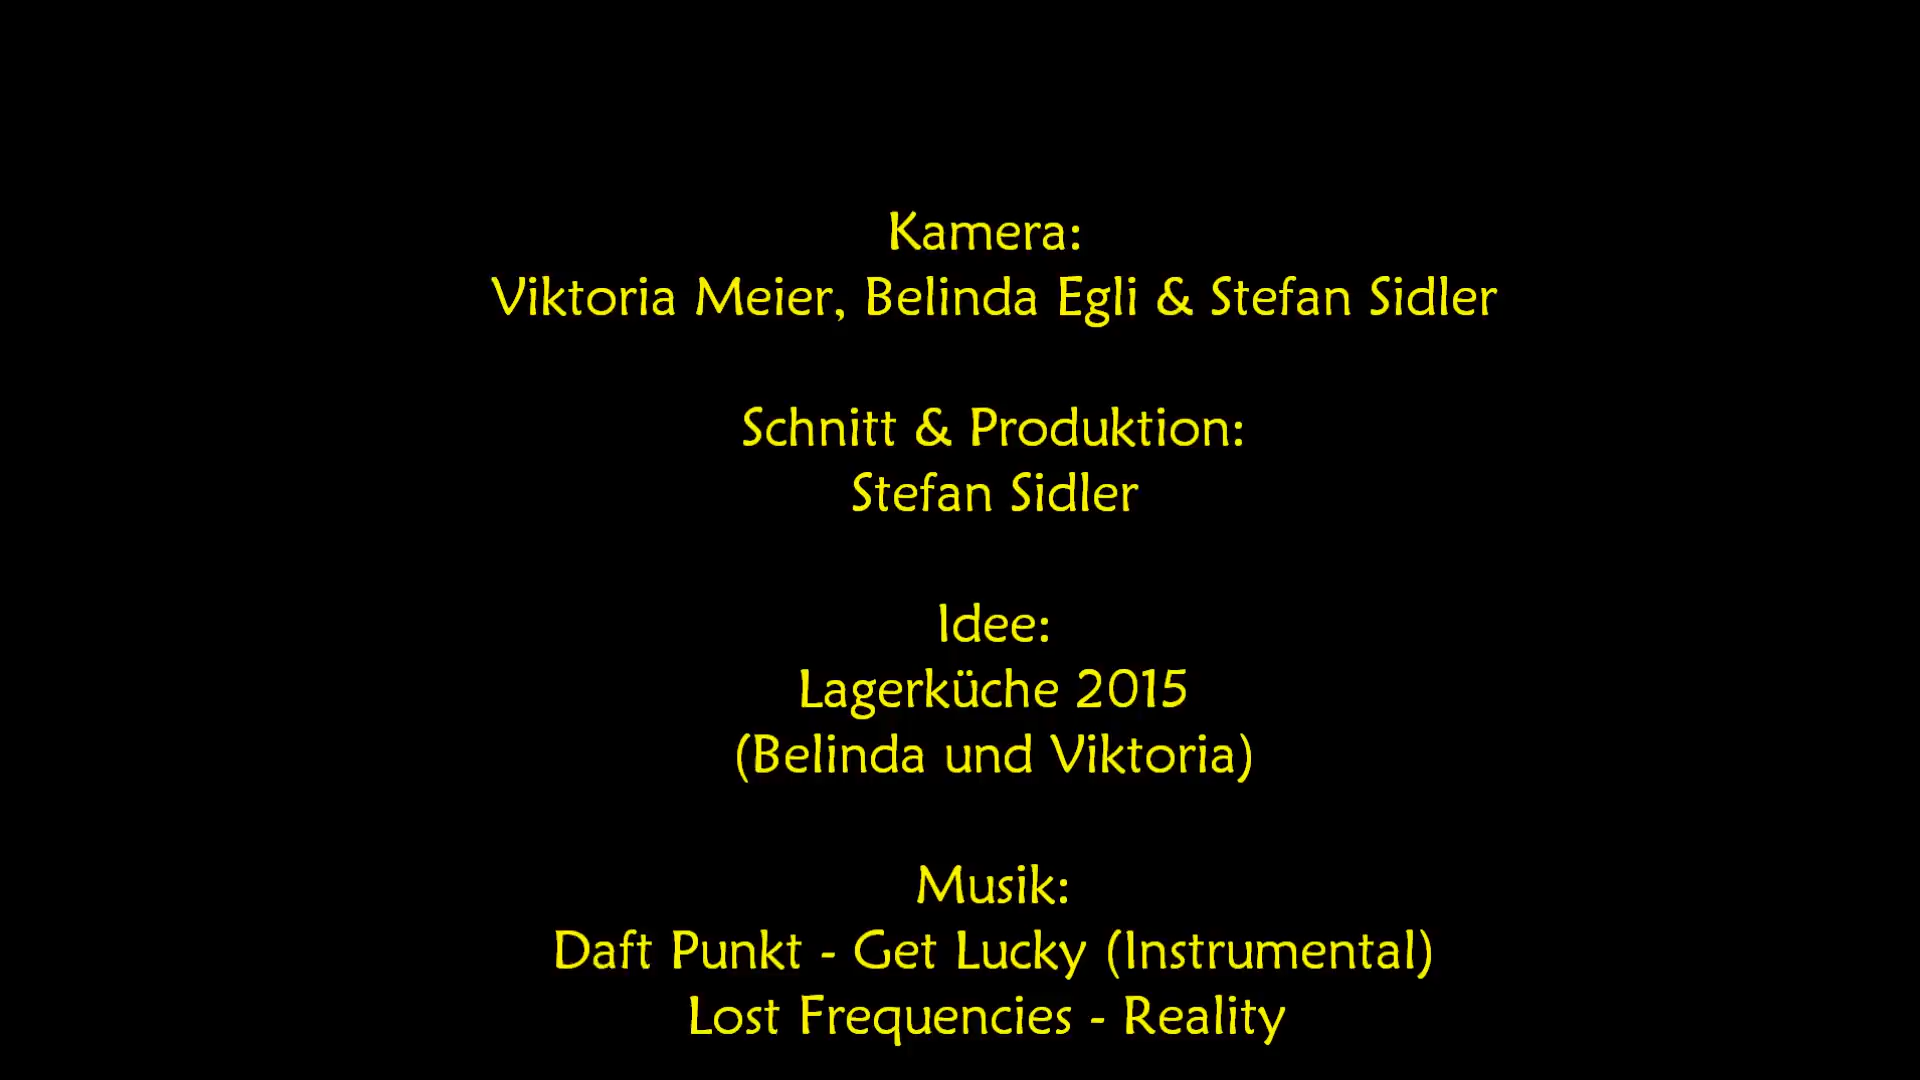 Kamera:
Viktoria Meier, Belinda Egli & Stefan Sidler
Schnitt & Produktion:
Stefan Sidler
Idee:
Lagerküche 2015
(Belinda und Viktoria)
Musik:
Daft Punkt - Get Lucky (Instrumental)
Lost Frequencies - Reality